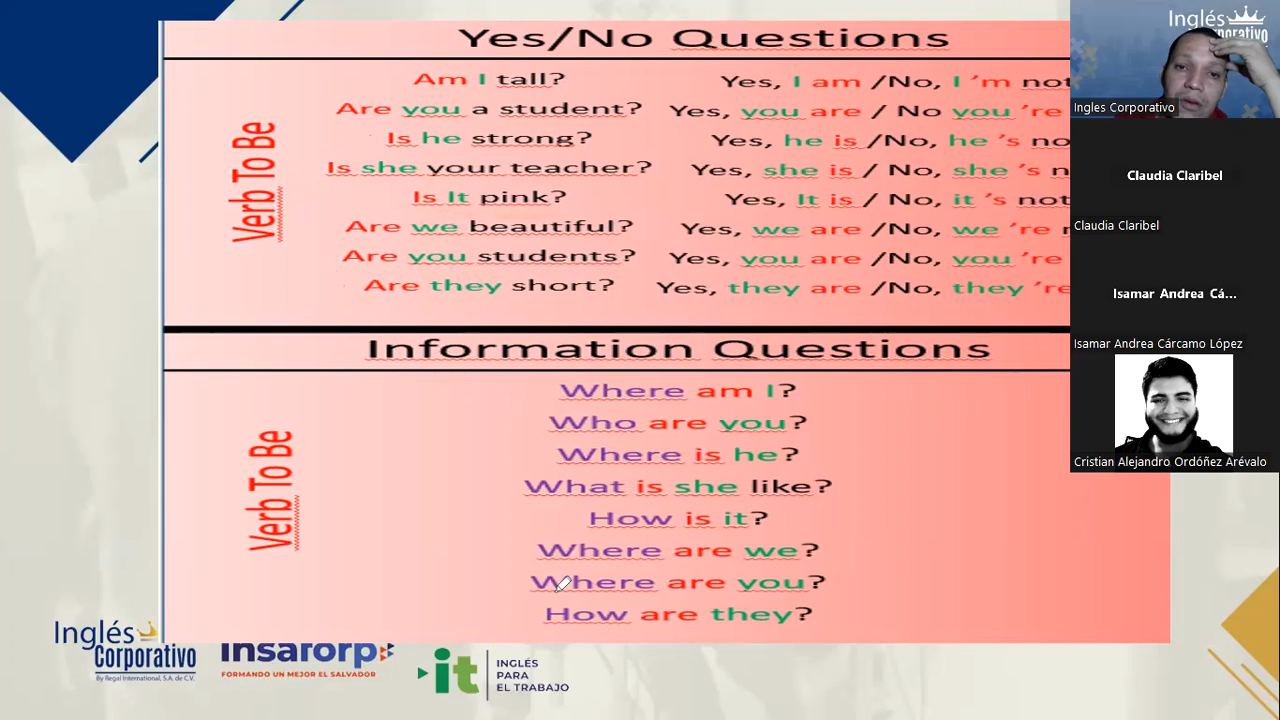 Yes/No Questions
Verb To Be
Am I tall? Yes, I am /No, I 'm not
Are you a student? Yes, you are / No you 're
Is he strong? Yes, he is /No, he 's no
Is she your teacher? Yes, she is / No, she 's n
Is It pink? Yes, It is / No, it 's not
Are we beautiful? Yes, we are /No, we 're n
Are you students? Yes, you are /No, you 're
Are they short? Yes, they are /No, they 're
Information Questions
Verb To Be
Where am I?
Who are you?
Where is he?
What is she like?
How is it?
Where are we?
Where are you?
How are they?
Inglés
Corporativo
By Regal International, S.A. de C.V.
insaforp
FORMANDO UN MEJOR EL SALVADOR
it
INGLÉS
PARA
EL TRABAJO
Inglés
Ingles Corporativo
Claudia Claribel
Claudia Claribel
Isamar Andrea Cá...
Isamar Andrea Cárcamo López
Cristian Alejandro Ordóñez Arévalo